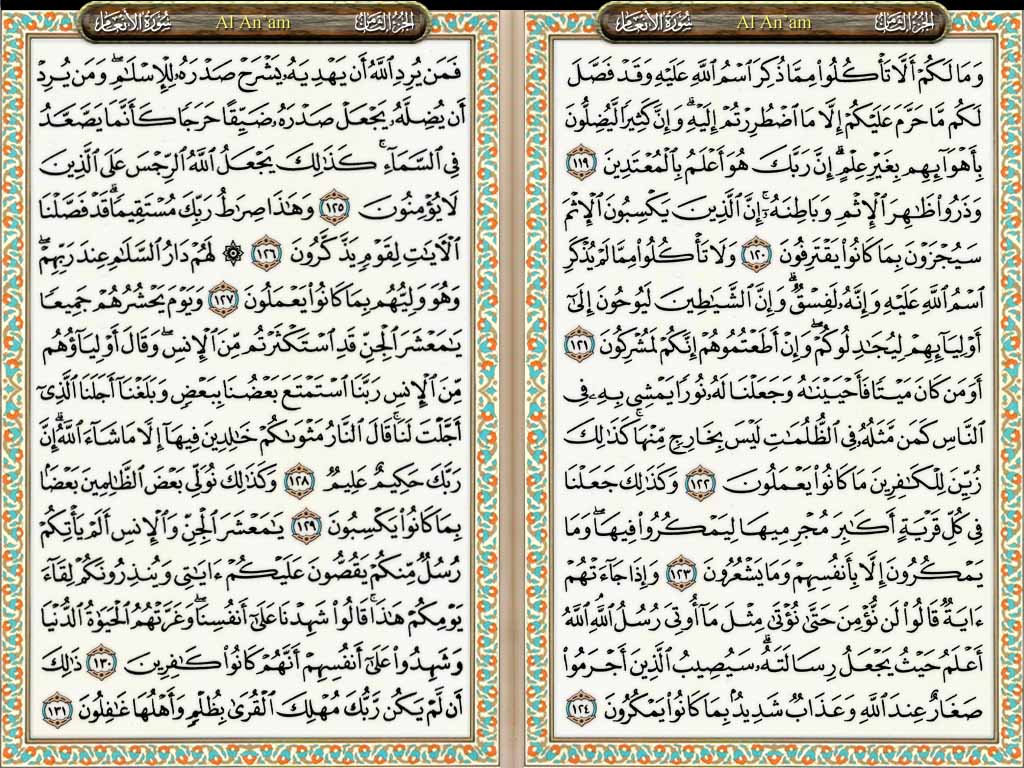 الجزء الثامن
Al An'am
سورة الأنعام
وَمَا لَكُمْ أَلَّا تَأْكُلُوا۟ مِمَّا ذُكِرَ ٱسْمُ ٱللَّهِ عَلَيْهِ وَقَدْ فَصَّلَ
لَكُم مَّا حَرَّمَ عَلَيْكُمْ إِلَّا مَا ٱضْطُرِرْتُمْ إِلَيْهِ ۗ وَإِنَّ كَثِيرًا لَّيُضِلُّونَ
بِأَهْوَآئِهِم بِغَيْرِ عِلْمٍ ۗ إِنَّ رَبَّكَ هُوَ أَعْلَمُ بِٱلْمُعْتَدِينَ ١١٩
وَذَرُوا۟ ظَـٰهِرَ ٱلْإِثْمِ وَبَاطِنَهُۥٓ ۚ إِنَّ ٱلَّذِينَ يَكْسِبُونَ ٱلْإِثْمَ
سَيُجْزَوْنَ بِمَا كَانُوا۟ يَقْتَرِفُونَ ١٢٠ وَلَا تَأْكُلُوا۟ مِمَّا لَمْ يُذْكَرِ
ٱسْمُ ٱللَّهِ عَلَيْهِ وَإِنَّهُۥ لَفِسْقٌ ۗ وَإِنَّ ٱلشَّيَـٰطِينَ لَيُوحُونَ إِلَىٰٓ
أَوْلِيَآئِهِمْ لِيُجَـٰدِلُوكُمْ ۖ وَإِنْ أَطَعْتُمُوهُمْ إِنَّكُمْ لَمُشْرِكُونَ ١٢١
أَوَمَن كَانَ مَيْتًا فَأَحْيَيْنَـٰهُ وَجَعَلْنَا لَهُۥ نُورًا يَمْشِى بِهِۦ فِى
ٱلنَّاسِ كَمَن مَّثَلُهُۥ فِى ٱلظُّلُمَـٰتِ لَيْسَ بِخَارِجٍ مِّنْهَا ۚ كَذَٰلِكَ
زُيِّنَ لِلْكَـٰفِرِينَ مَا كَانُوا۟ يَعْمَلُونَ ١٢٢ وَكَذَٰلِكَ جَعَلْنَا
فِى كُلِّ قَرْيَةٍ أَكَـٰبِرَ مُجْرِمِيهَا لِيَمْكُرُوا۟ فِيهَا ۖ وَمَا
يَمْكُرُونَ إِلَّا بِأَنفُسِهِمْ وَمَا يَشْعُرُونَ ١٢٣ وَإِذَا جَآءَتْهُمْ
ءَايَةٌ قَالُوا۟ لَن نُّؤْمِنَ حَتَّىٰ نُؤْتَىٰ مِثْلَ مَآ أُوتِىَ رُسُلُ ٱللَّهِ ۘ ٱللَّهُ
أَعْلَمُ حَيْثُ يَجْعَلُ رِسَالَتَهُۥ ۗ سَيُصِيبُ ٱلَّذِينَ أَجْرَمُوا۟
صَغَارٌ عِندَ ٱللَّهِ وَعَذَابٌ شَدِيدٌۢ بِمَا كَانُوا۟ يَمْكُرُونَ ١٢٤
الجزء الثامن
Al An'am
سورة الأنعام
فَمَن يُرِدِ ٱللَّهُ أَن يَهْدِيَهُۥ يَشْرَحْ صَدْرَهُۥ لِلْإِسْلَـٰمِ ۖ وَمَن يُرِدْ
أَن يُضِلَّهُۥ يَجْعَلْ صَدْرَهُۥ ضَيِّقًا حَرَجًا كَأَنَّمَا يَصَّعَّدُ
فِى ٱلسَّمَآءِ ۚ كَذَٰلِكَ يَجْعَلُ ٱللَّهُ ٱلرِّجْسَ عَلَى ٱلَّذِينَ
لَا يُؤْمِنُونَ ١٢٥ وَهَـٰذَا صِرَٰطُ رَبِّكَ مُسْتَقِيمًا ۗ قَدْ فَصَّلْنَا
ٱلْـَٔايَـٰتِ لِقَوْمٍ يَذَّكَّرُونَ ١٢٦ ۞ لَهُمْ دَارُ ٱلسَّلَـٰمِ عِندَ رَبِّهِمْ ۖ
وَهُوَ وَلِيُّهُم بِمَا كَانُوا۟ يَعْمَلُونَ ١٢٧ وَيَوْمَ يَحْشُرُهُمْ جَمِيعًا
يَـٰمَعْشَرَ ٱلْجِنِّ قَدِ ٱسْتَكْثَرْتُم مِّنَ ٱلْإِنسِ ۖ وَقَالَ أَوْلِيَآؤُهُم
مِّنَ ٱلْإِنسِ رَبَّنَا ٱسْتَمْتَعَ بَعْضُنَا بِبَعْضٍ وَبَلَغْنَآ أَجَلَنَا ٱلَّذِىٓ
أَجَّلْتَ لَنَا ۚ قَالَ ٱلنَّارُ مَثْوَىٰكُمْ خَـٰلِدِينَ فِيهَآ إِلَّا مَا شَآءَ ٱللَّهُ ۗ إِنَّ
رَبَّكَ حَكِيمٌ عَلِيمٌ ١٢٨ وَكَذَٰلِكَ نُوَلِّى بَعْضَ ٱلظَّـٰلِمِينَ بَعْضًۢا
بِمَا كَانُوا۟ يَكْسِبُونَ ١٢٩ يَـٰمَعْشَرَ ٱلْجِنِّ وَٱلْإِنسِ أَلَمْ يَأْتِكُمْ
رُسُلٌ مِّنكُمْ يَقُصُّونَ عَلَيْكُمْ ءَايَـٰتِى وَيُنذِرُونَكُمْ لِقَآءَ
يَوْمِكُمْ هَـٰذَا ۚ قَالُوا۟ شَهِدْنَا عَلَىٰٓ أَنفُسِنَا ۖ وَغَرَّتْهُمُ ٱلْحَيَوٰةُ ٱلدُّنْيَا
وَشَهِدُوا۟ عَلَىٰٓ أَنفُسِهِمْ أَنَّهُمْ كَانُوا۟ كَـٰفِرِينَ ١٣٠ ذَٰلِكَ
أَن لَّمْ يَكُن رَّبُّكَ مُهْلِكَ ٱلْقُرَىٰ بِظُلْمٍ وَأَهْلُهَا غَـٰفِلُونَ ١٣١